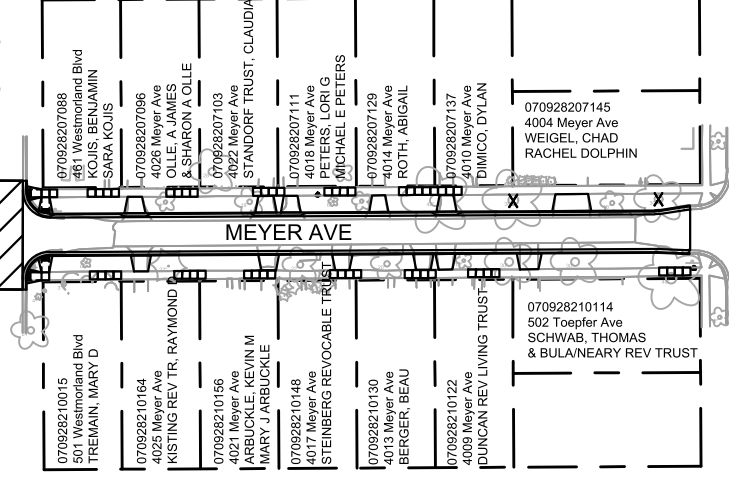 070928207088
461 Westmorland Blvd
KOJIS, BENJAMIN
SARA KOJIS
070928207096
4026 Meyer Ave
OLLE, A JAMES
& SHARON A OLLE
070928207103
4022 Meyer Ave
STANDORF TRUST, CLAUDIA
070928207111
4018 Meyer Ave
PETERS, LORI G
MICHAEL E PETERS
070928207129
4014 Meyer Ave
ROTH, ABIGAIL
070928207137
4010 Meyer Ave
DIMICO, DYLAN
070928207145
4004 Meyer Ave
WEIGEL, CHAD
RACHEL DOLPHIN
X
X
MEYER AVE
070928210015
501 Westmorland Blvd
TREMAIN, MARY D
070928210164
4025 Meyer Ave
KISTING REV TR, RAYMOND
070928210156
4021 Meyer Ave
ARBUCKLE, KEVIN M
MARY J ARBUCKLE
070928210148
4017 Meyer Ave
STEINBERG REVOCABLE TRUST
070928210130
4013 Meyer Ave
BERGER, BEAU
070928210122
4009 Meyer Ave
DUNCAN REV LIVING TRUST
070928210114
502 Toepfer Ave
SCHWAB, THOMAS
& BULA/NEARY REV TRUST